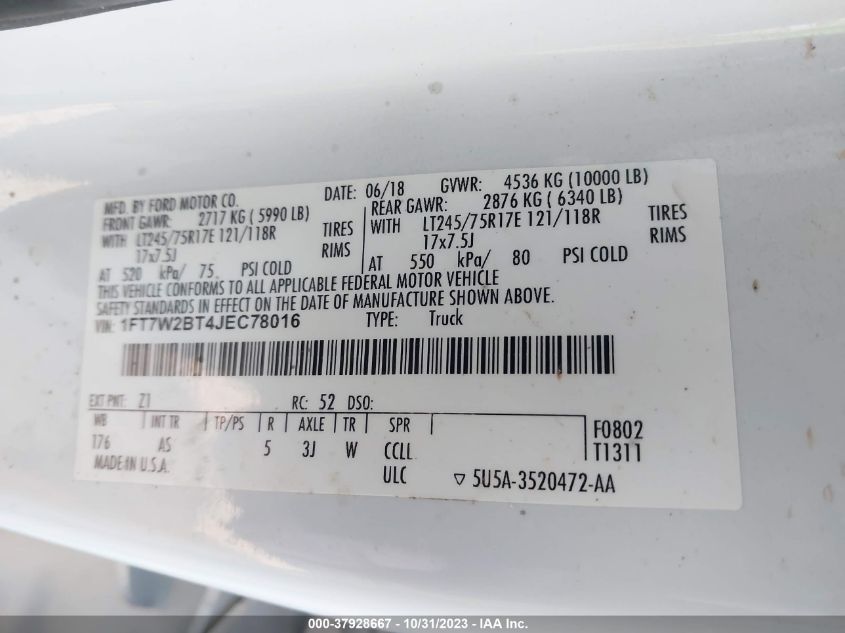 MFD. BY FORD MOTOR CO.
DATE: 06/18 GVWR: 4536 KG (10000 LB)
FRONT GAWR: 2717 KG ( 5990 LB)
WITH LT245/75R17E 121/118R TIRES
17x7.5J RIMS
AT 520 kPa/ 75 PSI COLD
REAR GAWR: 2876 KG ( 6340 LB)
WITH LT245/75R17E 121/118R TIRES
17x7.5J RIMS
AT 550 kPa/ 80 PSI COLD
THIS VEHICLE CONFORMS TO ALL APPLICABLE FEDERAL MOTOR VEHICLE
SAFETY STANDARDS IN EFFECT ON THE DATE OF MANUFACTURE SHOWN ABOVE.
VIN: 1FT7W2BT4JEC78016 TYPE: Truck
EXT PNT: Z1 RC: 52 DSO:
WB INT TR TP/PS R AXLE TR SPR
176 AS 5 3J W CCLL
ULC
F0802
T1311
MADE IN U.S.A.
▽ 5U5A-3520472-AA
000-37928667 - 10/31/2023 - IAA Inc.